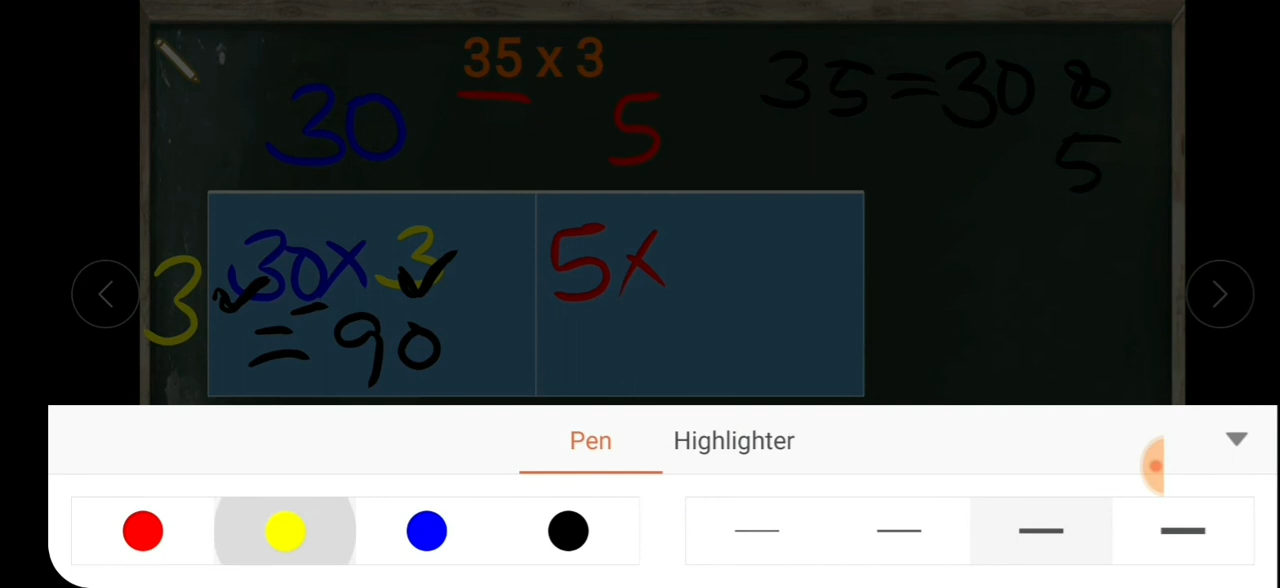 35 x 3
35 = 30 &
5
30 5
3 30 x 3 5 x
= 90
Pen Highlighter